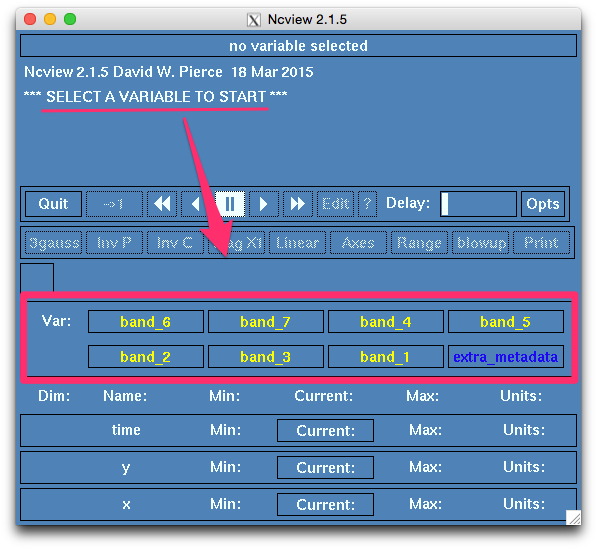 Ncview 2.1.5
no variable selected
Ncview 2.1.5 David W. Pierce 18 Mar 2015
*** SELECT A VARIABLE TO START ***
Quit ->1 Edit ? Delay: Opts
3gauss Inv P Inv C Mag X1 Linear Axes Range blowup Print
Var: band_6 band_7 band_4 band_5
band_2 band_3 band_1 extra_metadata
Dim: Name: Min: Current: Max: Units:
time Min: Current: Max: Units:
y Min: Current: Max: Units:
x Min: Current: Max: Units: